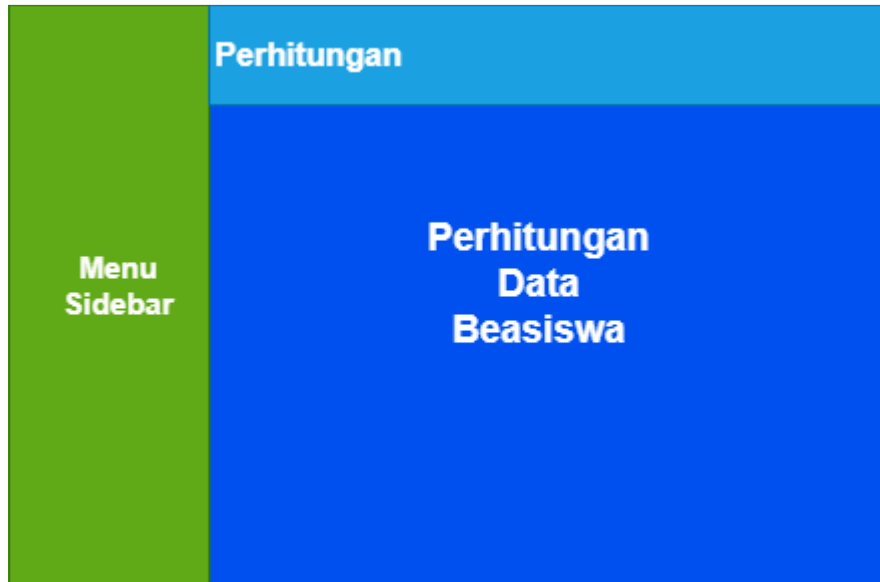 Perhitungan
Menu
Sidebar
Perhitungan
Data
Beasiswa